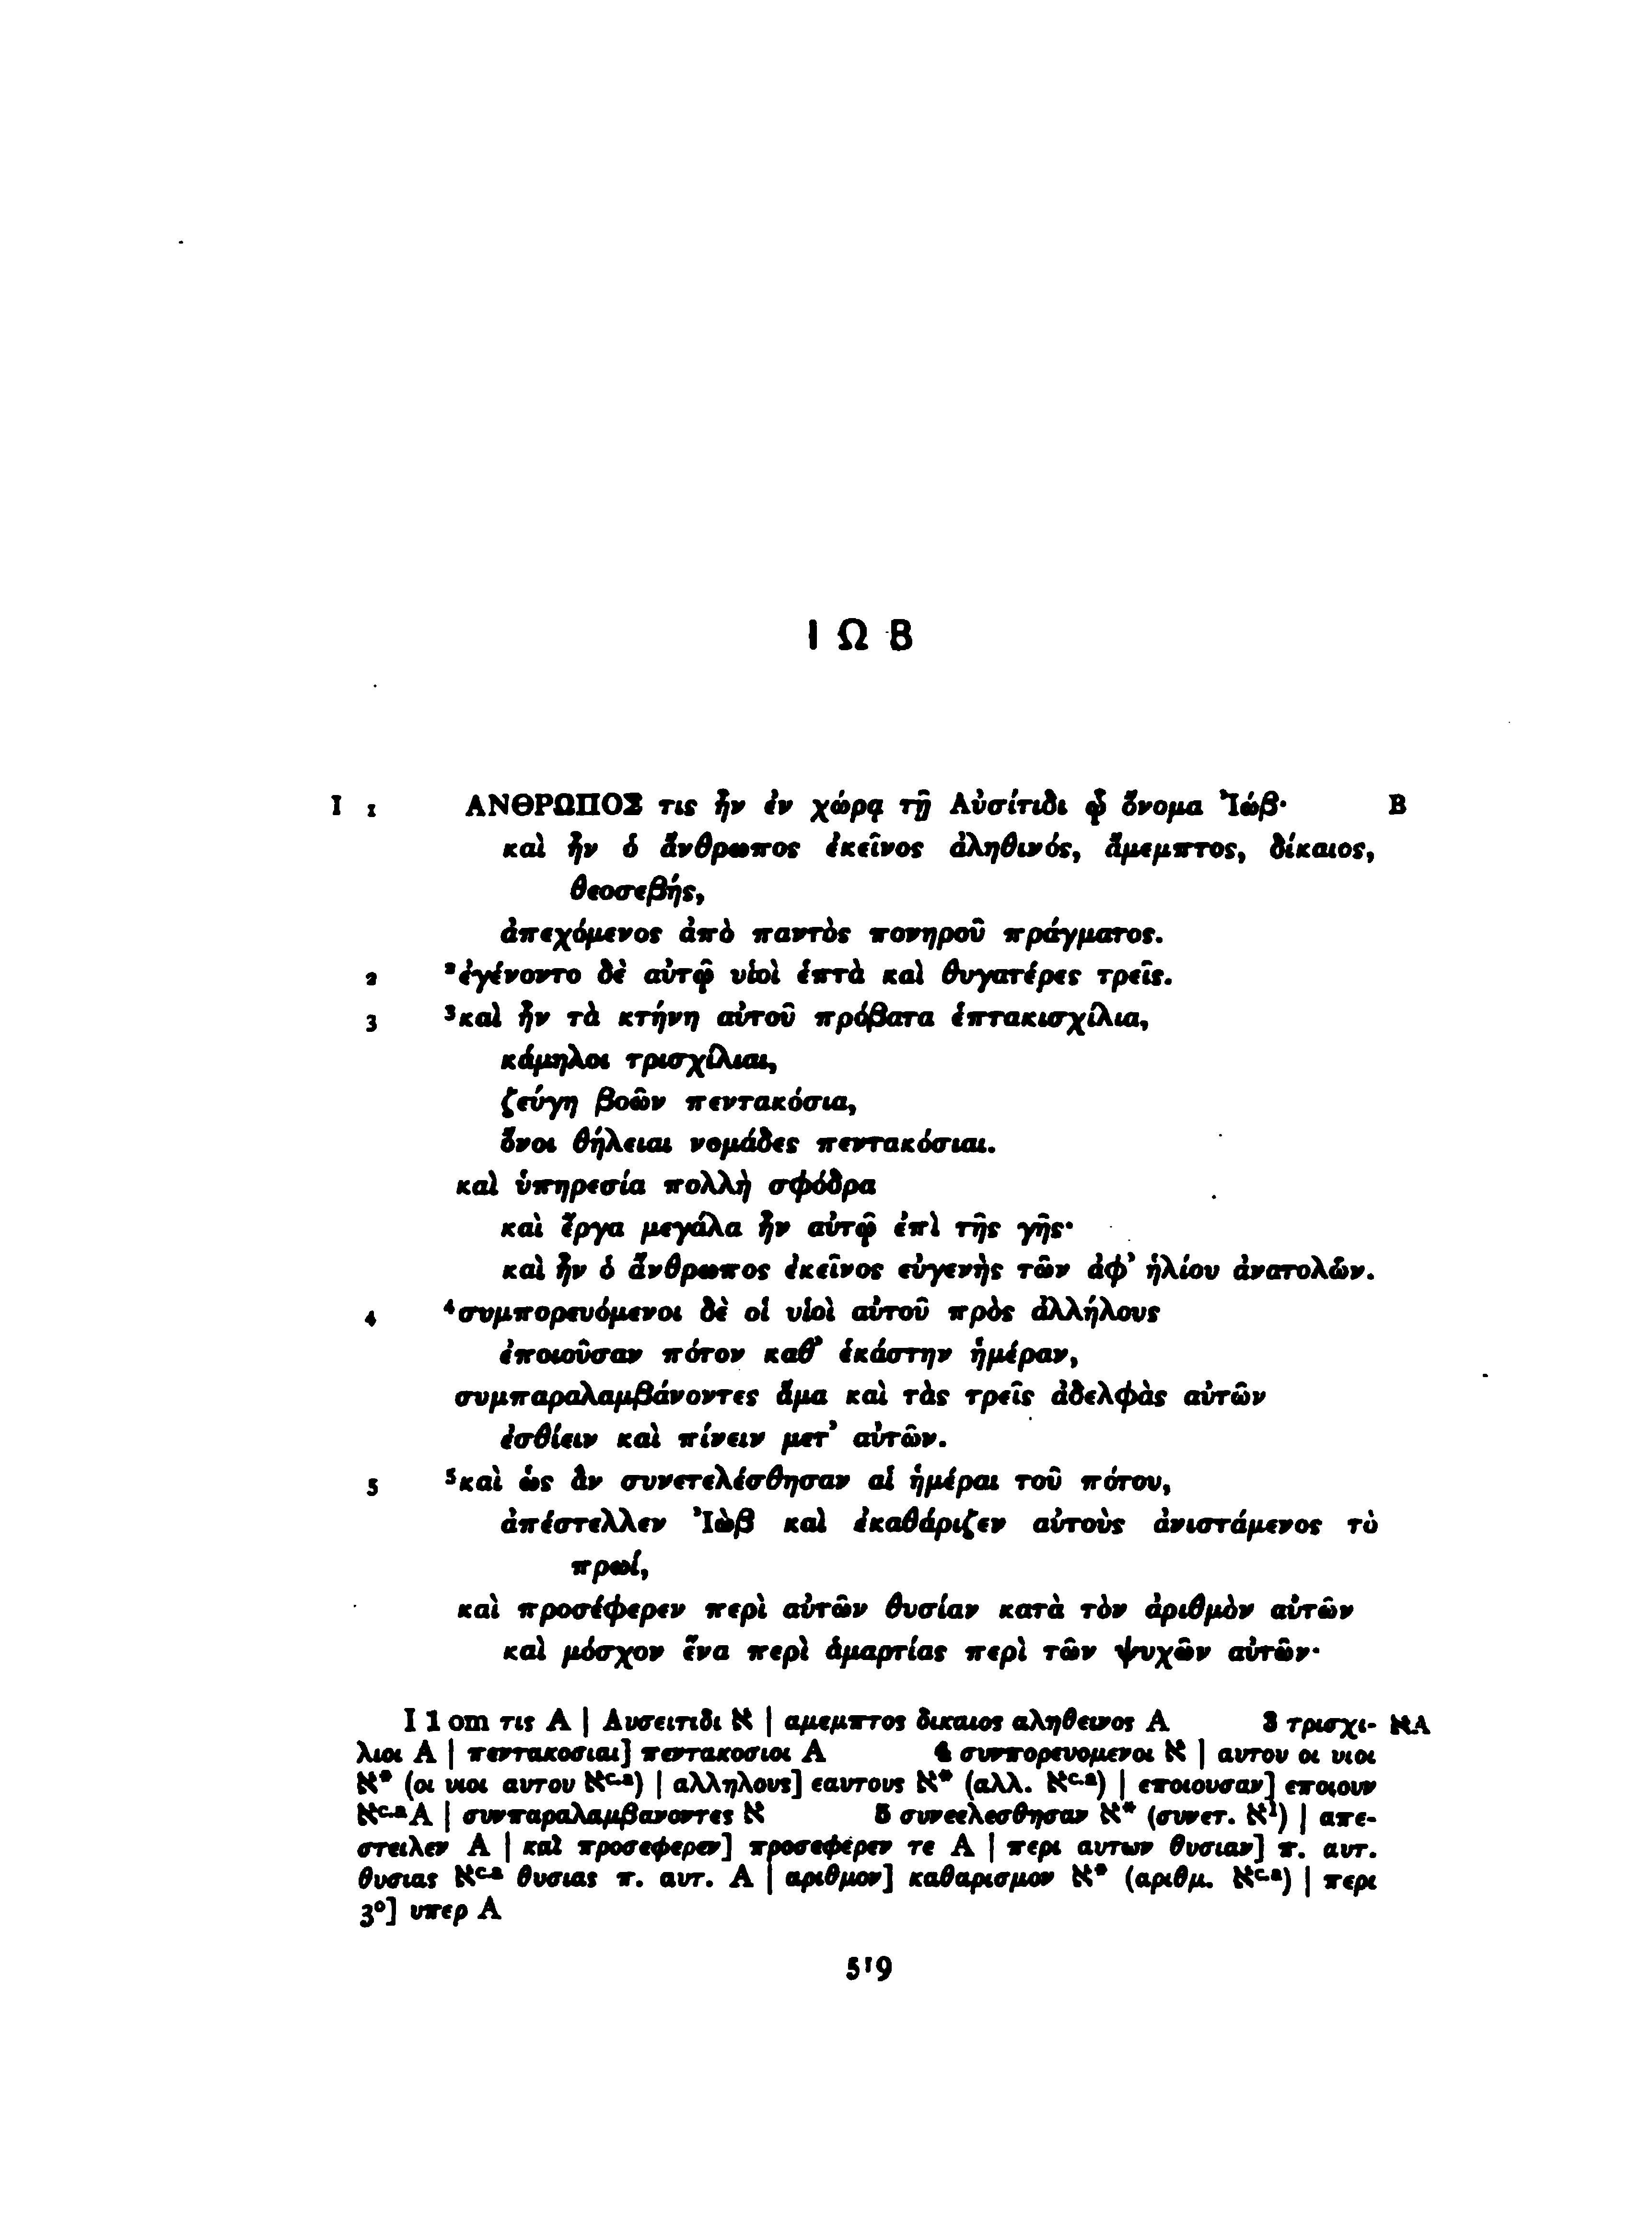 ΙΩΒ
I 1 ΑΝΘΡΩΠΟΣ τις ἦν ἐν χώρᾳ τῇ Αὐσίτιδι ᾧ ὄνομα Ἰώβ· B
καὶ ἦν ὁ ἄνθρωπος ἐκεῖνος ἀληθινός, ἄμεμπτος, δίκαιος,
θεοσεβής,
ἀπεχόμενος ἀπὸ παντὸς πονηροῦ πράγματος.
2 ²ἐγένοντο δὲ αὐτῷ υἱοὶ ἑπτὰ καὶ θυγατέρες τρεῖς.
3 ³καὶ ἦν τὰ κτήνη αὐτοῦ πρόβατα ἑπτακισχίλια,
κάμηλοι τρισχίλιαι,
ζεύγη βοῶν πεντακόσια,
ὄνοι θήλειαι νομάδες πεντακόσιαι.
καὶ ὑπηρεσία πολλὴ σφόδρα
καὶ ἔργα μεγάλα ἦν αὐτῷ ἐπὶ τῆς γῆς·
καὶ ἦν ὁ ἄνθρωπος ἐκεῖνος εὐγενὴς τῶν ἀφ’ ἡλίου ἀνατολῶν.
4 ⁴συμπορευόμενοι δὲ οἱ υἱοὶ αὐτοῦ πρὸς ἀλλήλους
ἐποιοῦσαν πότον καθ’ ἑκάστην ἡμέραν,
συμπαραλαμβάνοντες ἅμα καὶ τὰς τρεῖς ἀδελφὰς αὐτῶν
ἐσθίειν καὶ πίνειν μετ’ αὐτῶν.
5 ⁵καὶ ὡς ἂν συνετελέσθησαν αἱ ἡμέραι τοῦ πότου,
ἀπέστελλεν Ἰὼβ καὶ ἐκαθάριζεν αὐτοὺς ἀνιστάμενος τὸ
πρωί,
καὶ προσέφερεν περὶ αὐτῶν θυσίαν κατὰ τὸν ἀριθμὸν αὐτῶν
καὶ μόσχον ἕνα περὶ ἁμαρτίας περὶ τῶν ψυχῶν αὐτῶν·
I 1 om τις A | Αυσειτιδι א | αμεμπτος δικαιος αληθεινος A 3 τρισχι- אA
λιοι A | πεντακοσιαι] πεντακοσιοι A 4 συνπορευομενοι א | αυτου οι υιοι
א* (οι υιοι αυτου אc.a) | αλληλους] εαυτους א* (αλλ. אc.a) | εποιουσαν] εποιουν
אc.a A | συνπαραλαμβανοντες א 5 συνεελεσθησαν א* (συνετ. א1) | απε-
στειλεν A | και προσεφερεν] προσεφερεν τε A | περι αυτων θυσιαν] π. αυτ.
θυσιας אc.a θυσιας π. αυτ. A | αριθμον] καθαρισμον א* (αριθμ. אc.a) | περι
3°] υπερ A
519